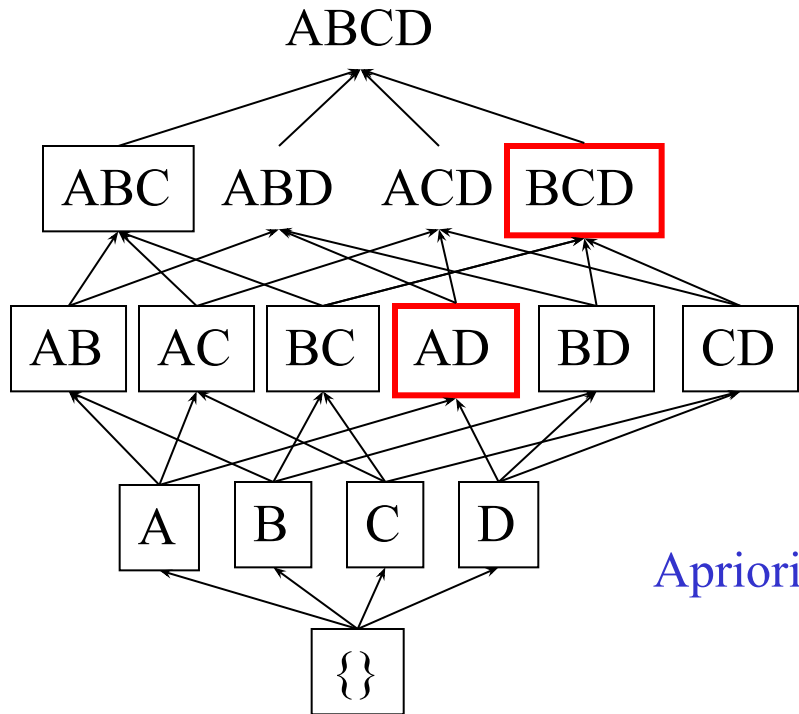 ABCD
ABC ABD ACD BCD
AB AC BC AD BD CD
A B C D
Apriori
{}